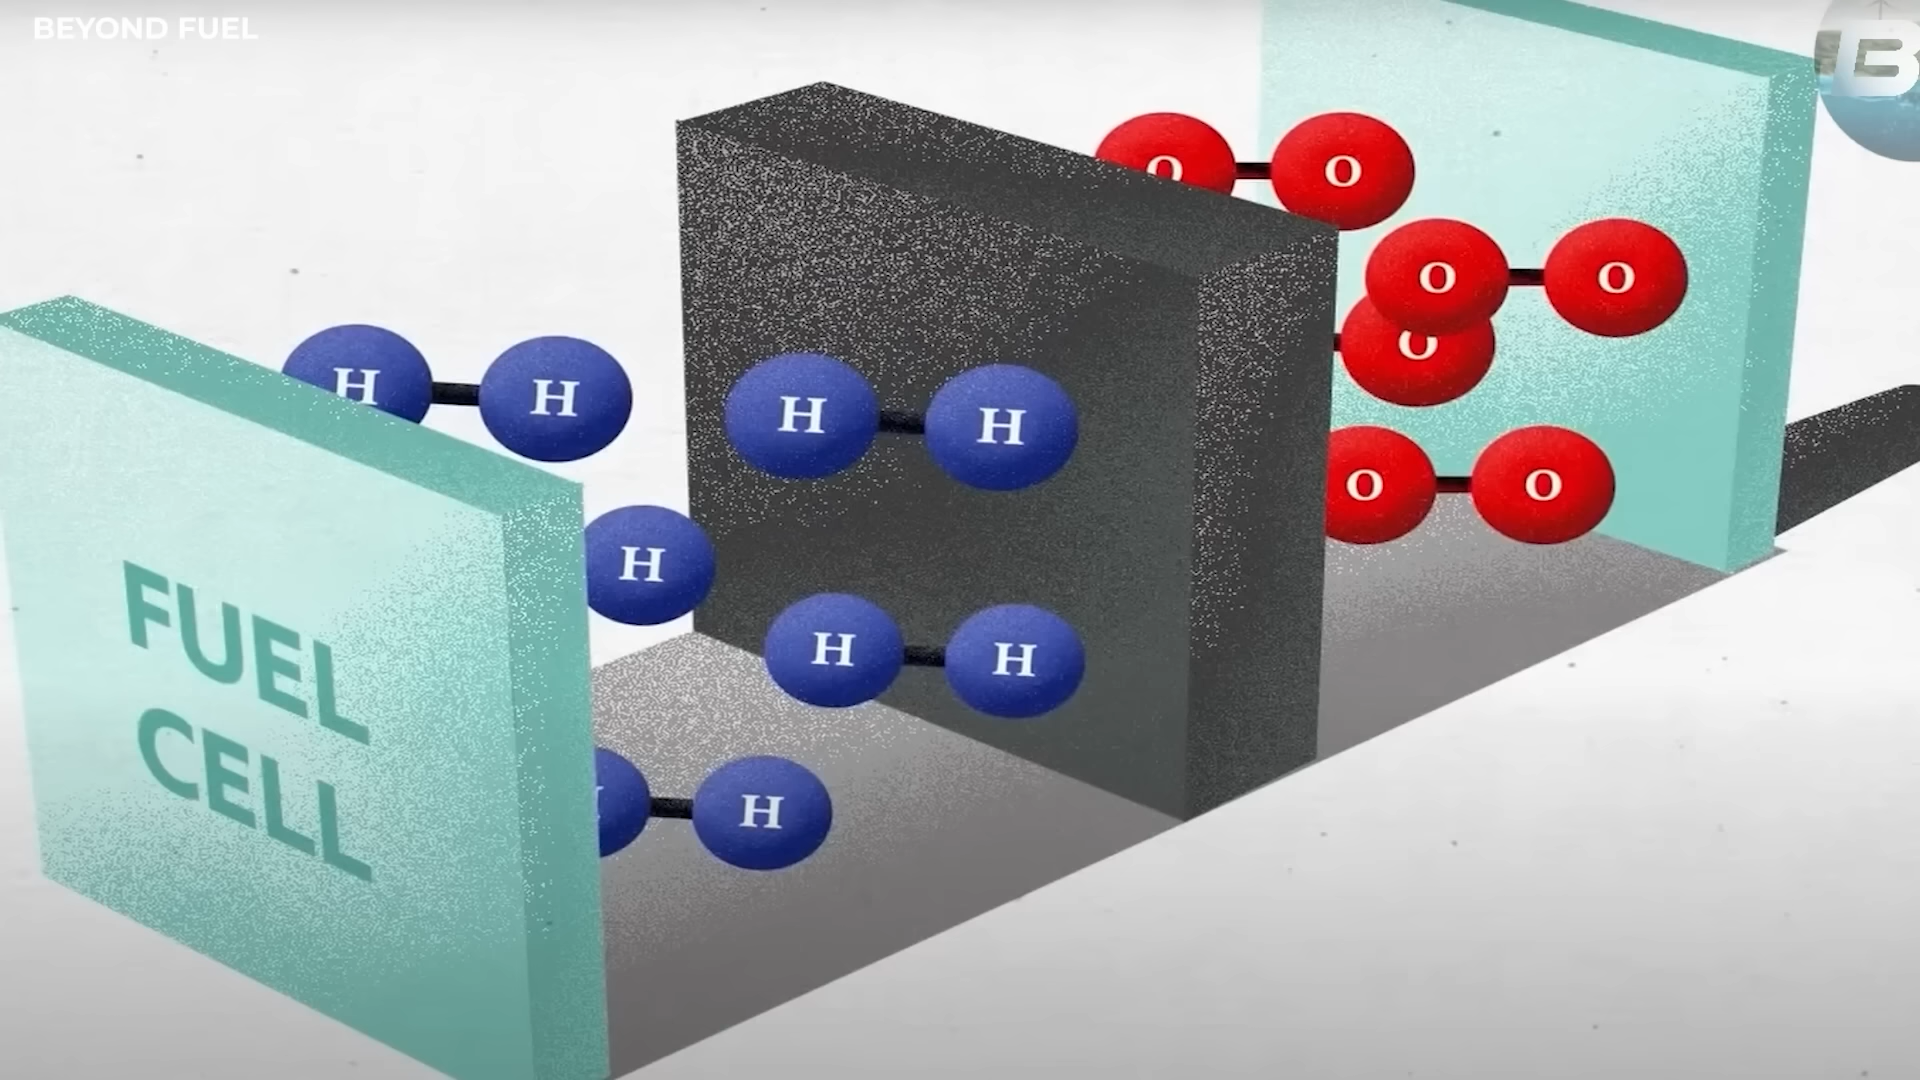 BEYOND FUEL
B
O O
O O
O
H H
H H
O O
H
H H
H
FUEL
CELL